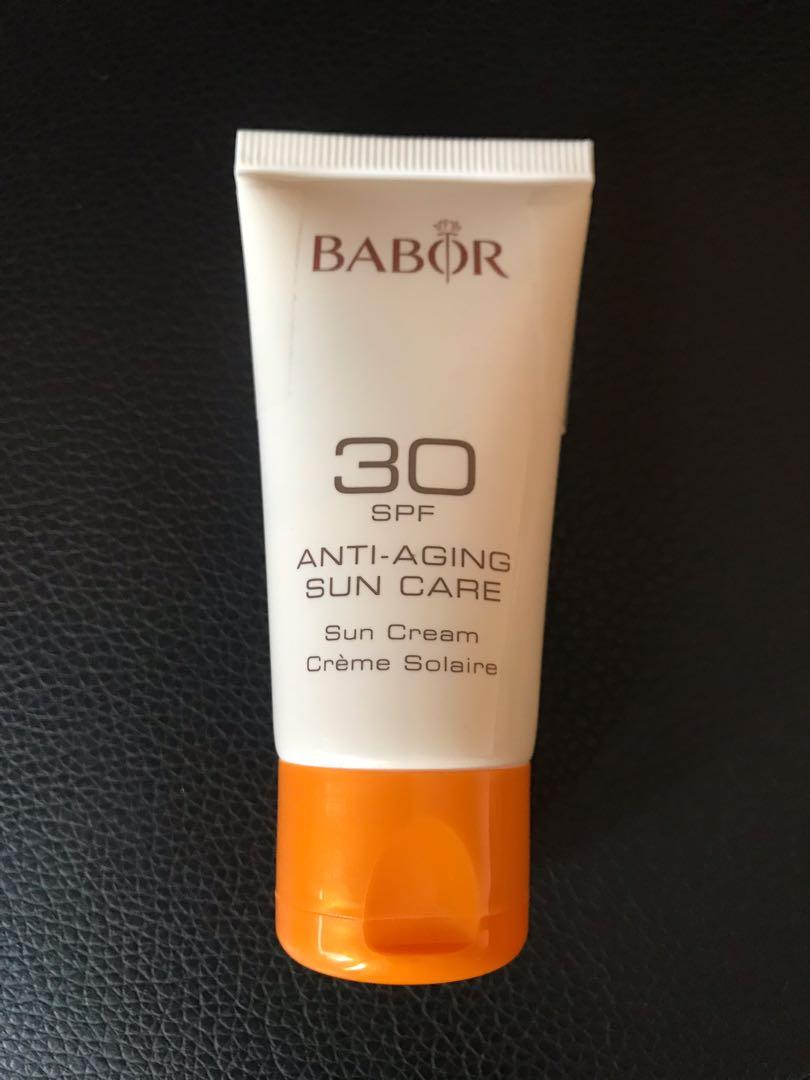 BABOR
30
SPF
ANTI-AGING
SUN CARE
Sun Cream
Crème Solaire